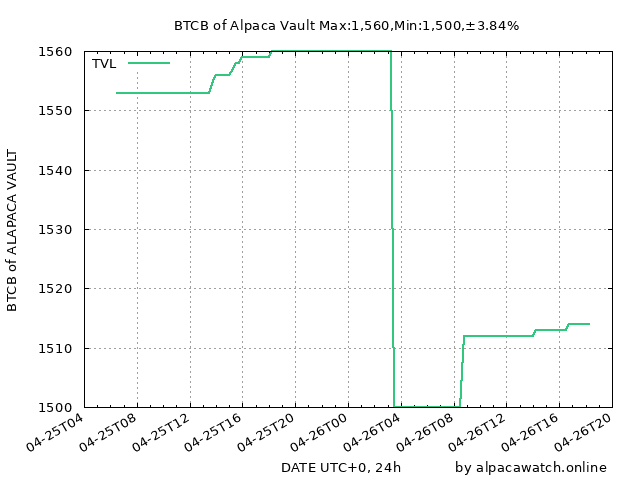 BTCB of Alpaca Vault Max:1,560,Min:1,500,±3.84%
TVL
1560
1550
1540
1530
1520
1510
1500
BTCB of ALAPACA VAULT
04-25T04
04-25T08
04-25T12
04-25T16
04-25T20
04-26T00
04-26T04
04-26T08
04-26T12
04-26T16
04-26T20
DATE UTC+0, 24h
by alpacawatch.online